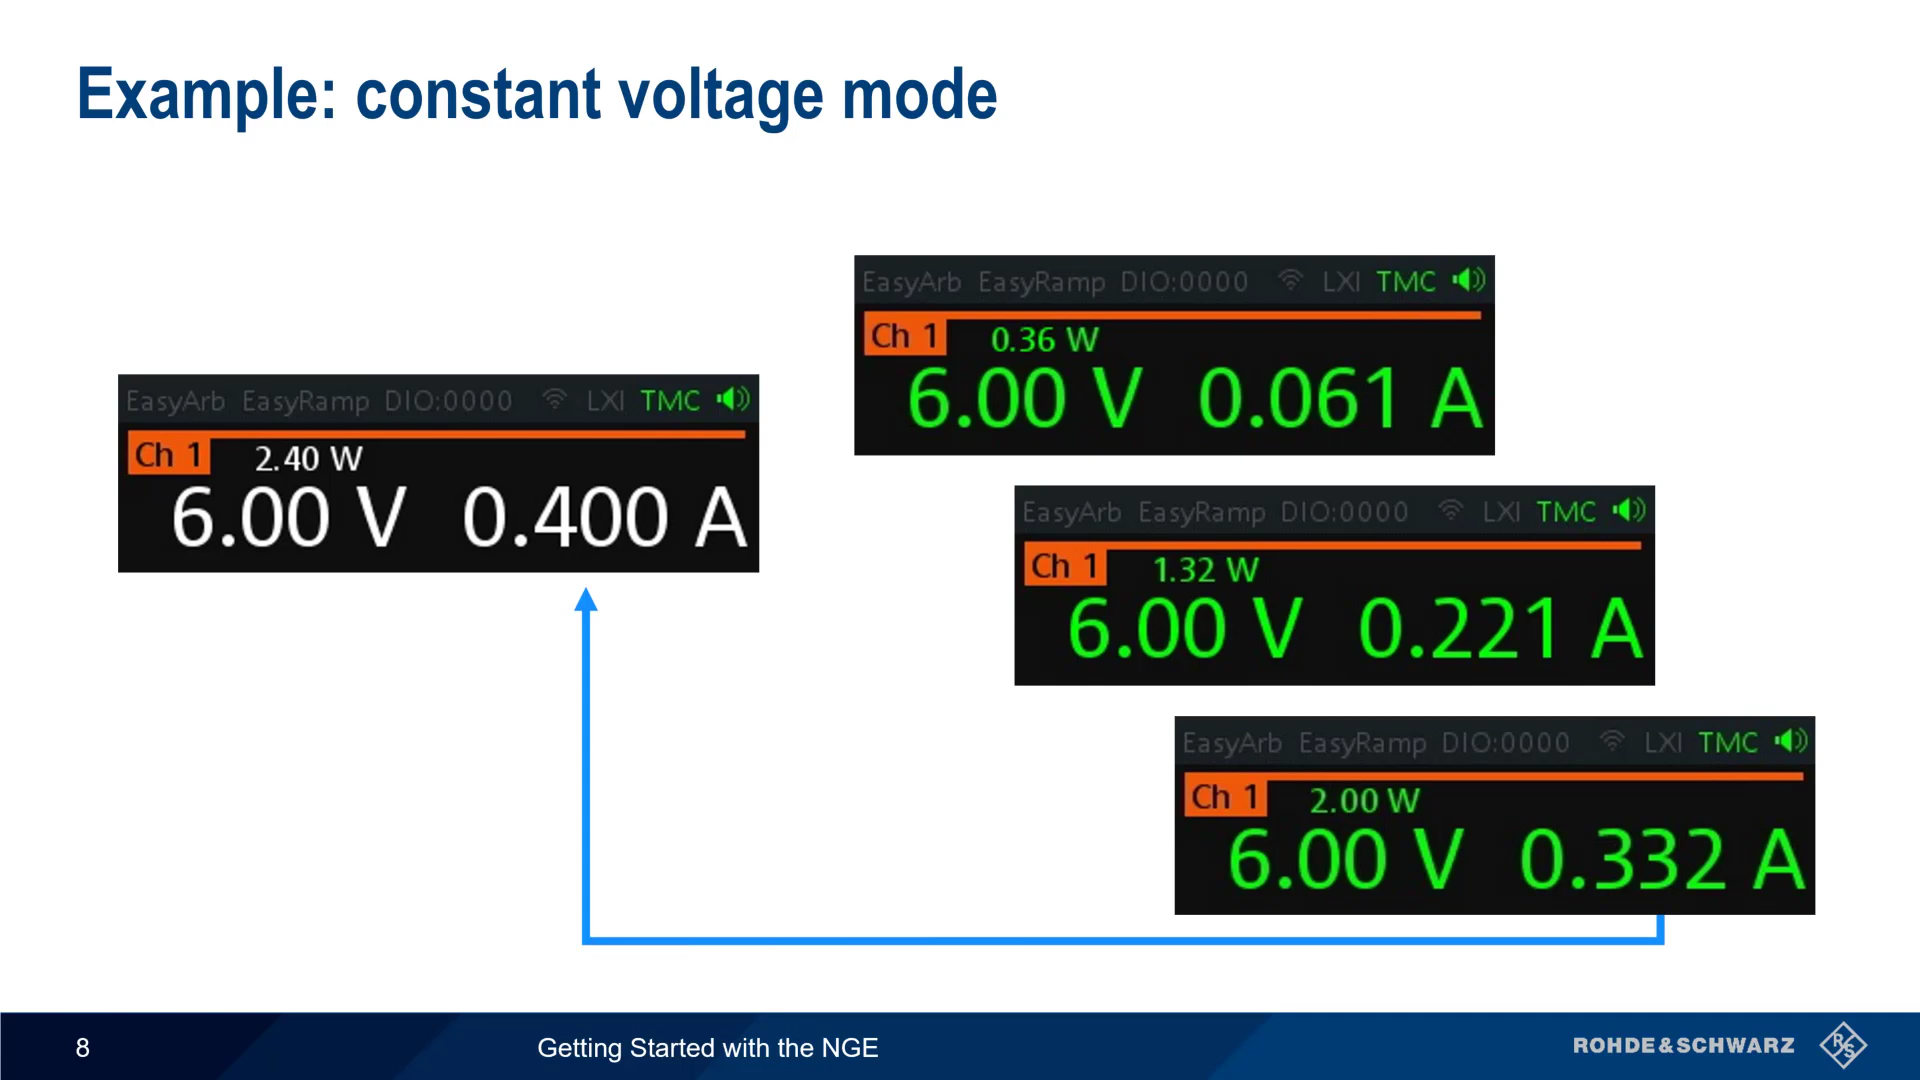 Example: constant voltage mode
EasyArb EasyRamp DIO:0000 LXI TMC
Ch 1 2.40 W
6.00 V 0.400 A
EasyArb EasyRamp DIO:0000 LXI TMC
Ch 1 0.36 W
6.00 V 0.061 A
EasyArb EasyRamp DIO:0000 LXI TMC
Ch 1 1.32 W
6.00 V 0.221 A
EasyArb EasyRamp DIO:0000 LXI TMC
Ch 1 2.00 W
6.00 V 0.332 A
8 Getting Started with the NGE ROHDE&SCHWARZ R&S